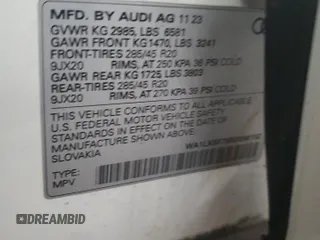 MFD. BY AUDI AG 11 23
GVWR KG 2985, LBS 6581
GAWR FRONT KG1470, LBS 3241
FRONT-TIRES 285/45 R20
9JX20 RIMS, AT 250 KPA 36 PSI COLD
GAWR REAR KG 1725, LBS 3803
REAR-TIRES 285/45 R20
9JX20 RIMS, AT 270 KPA 39 PSI COLD
THIS VEHICLE CONFORMS TO ALL APPLICABLE
U.S. FEDERAL MOTOR VEHICLE SAFETY
STANDARDS IN EFFECT ON THE DATE OF
MANUFACTURE SHOWN ABOVE.
SLOVAKIA
TYPE:
MPV
DREAMBID